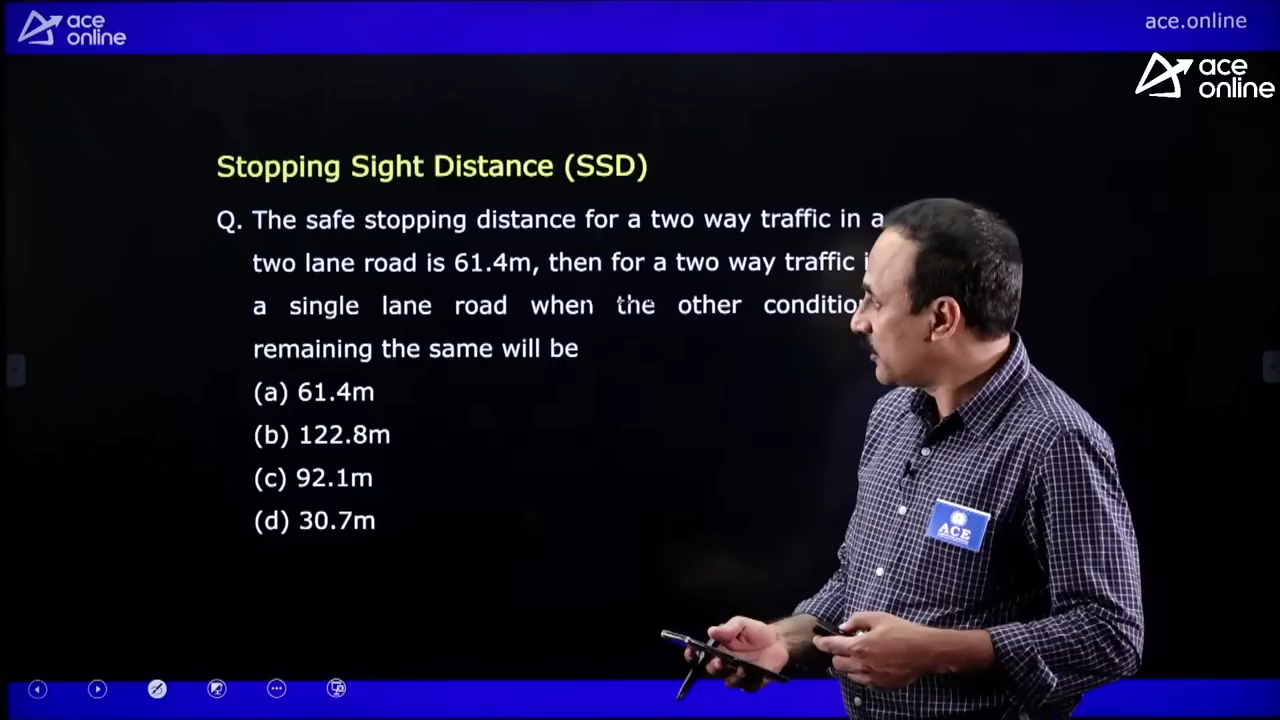 ace
online
ace.online
ace
online
Stopping Sight Distance (SSD)
Q. The safe stopping distance for a two way traffic in a
two lane road is 61.4m, then for a two way traffic
a single lane road when the other
remaining the same will be
(a) 61.4m
(b) 122.8m
(c) 92.1m
(d) 30.7m
ACE